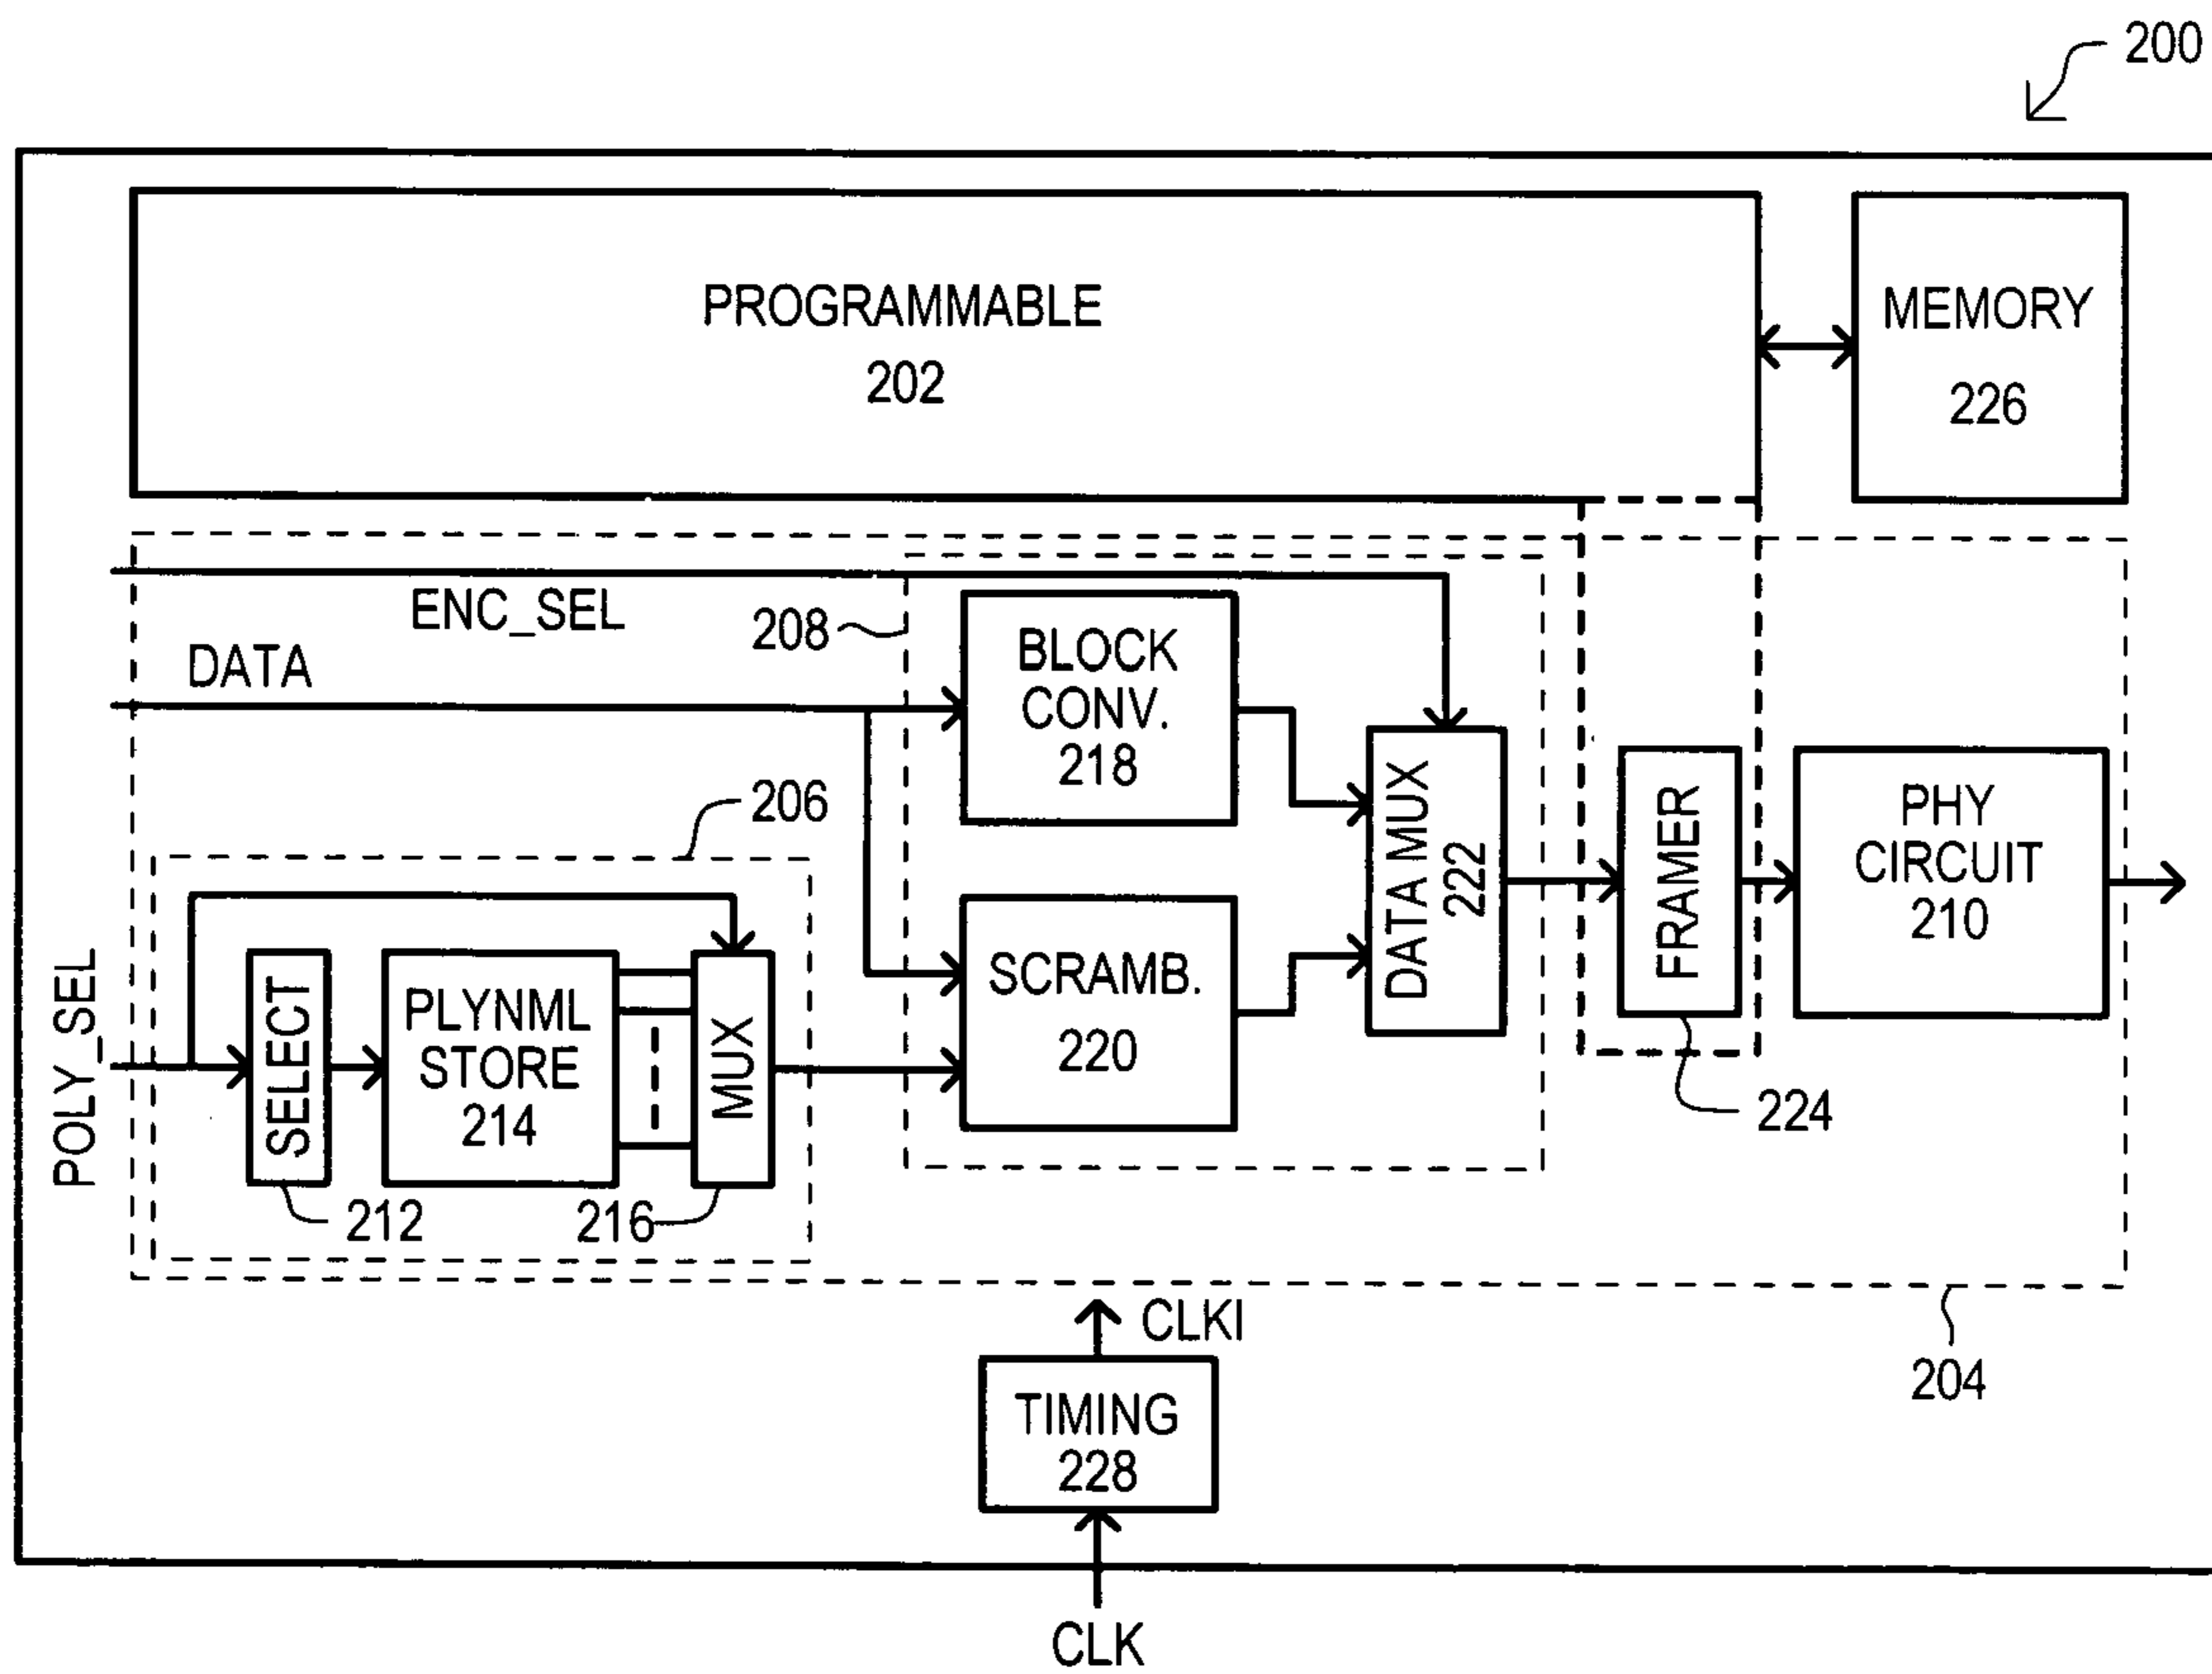 200
PROGRAMMABLE
202
MEMORY
226
ENC_SEL
DATA
208
BLOCK
CONV.
218
206
DATA MUX
222
FRAMER
PHY
CIRCUIT
210
POLY_SEL
SELECT
PLYNML
STORE
214
MUX
SCRAMB.
220
224
212
216
CLKI
204
TIMING
228
CLK